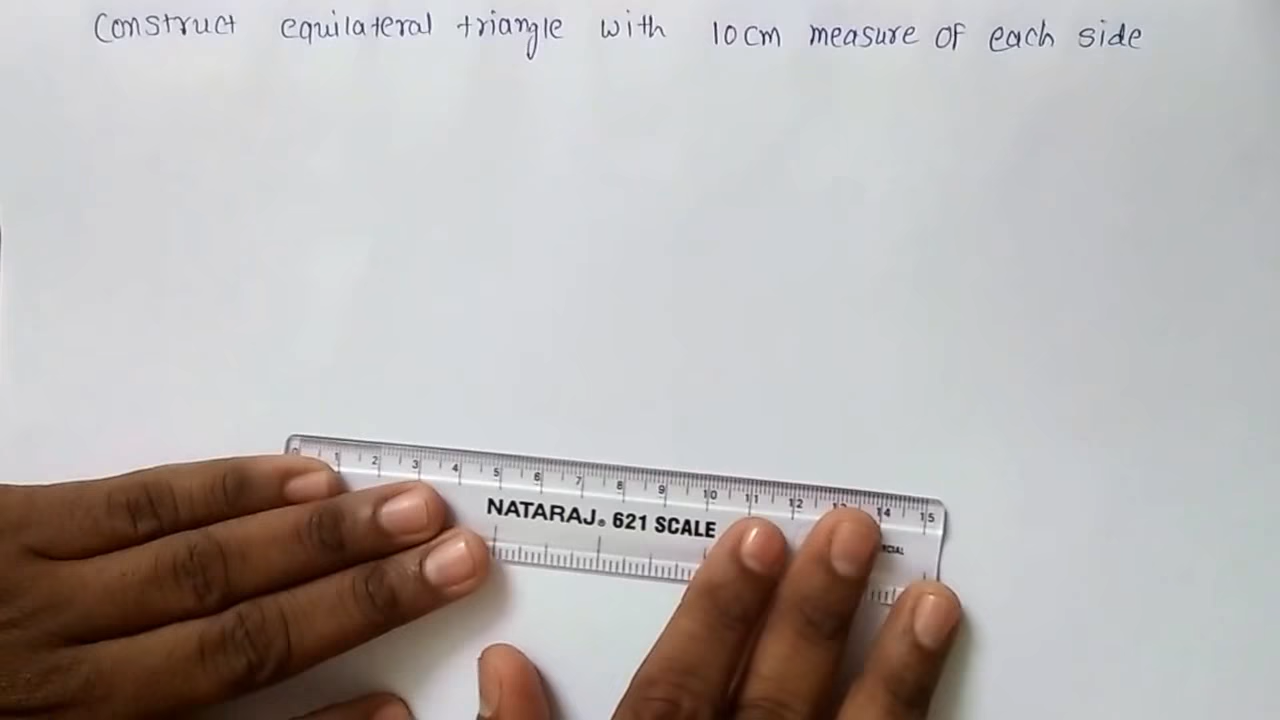 Construct equilateral triangle with 10cm measure of each side
0 1 2 3 4 5 6 7 8 9 10 11 12 13 14 15
NATARAJ® 621 SCALE